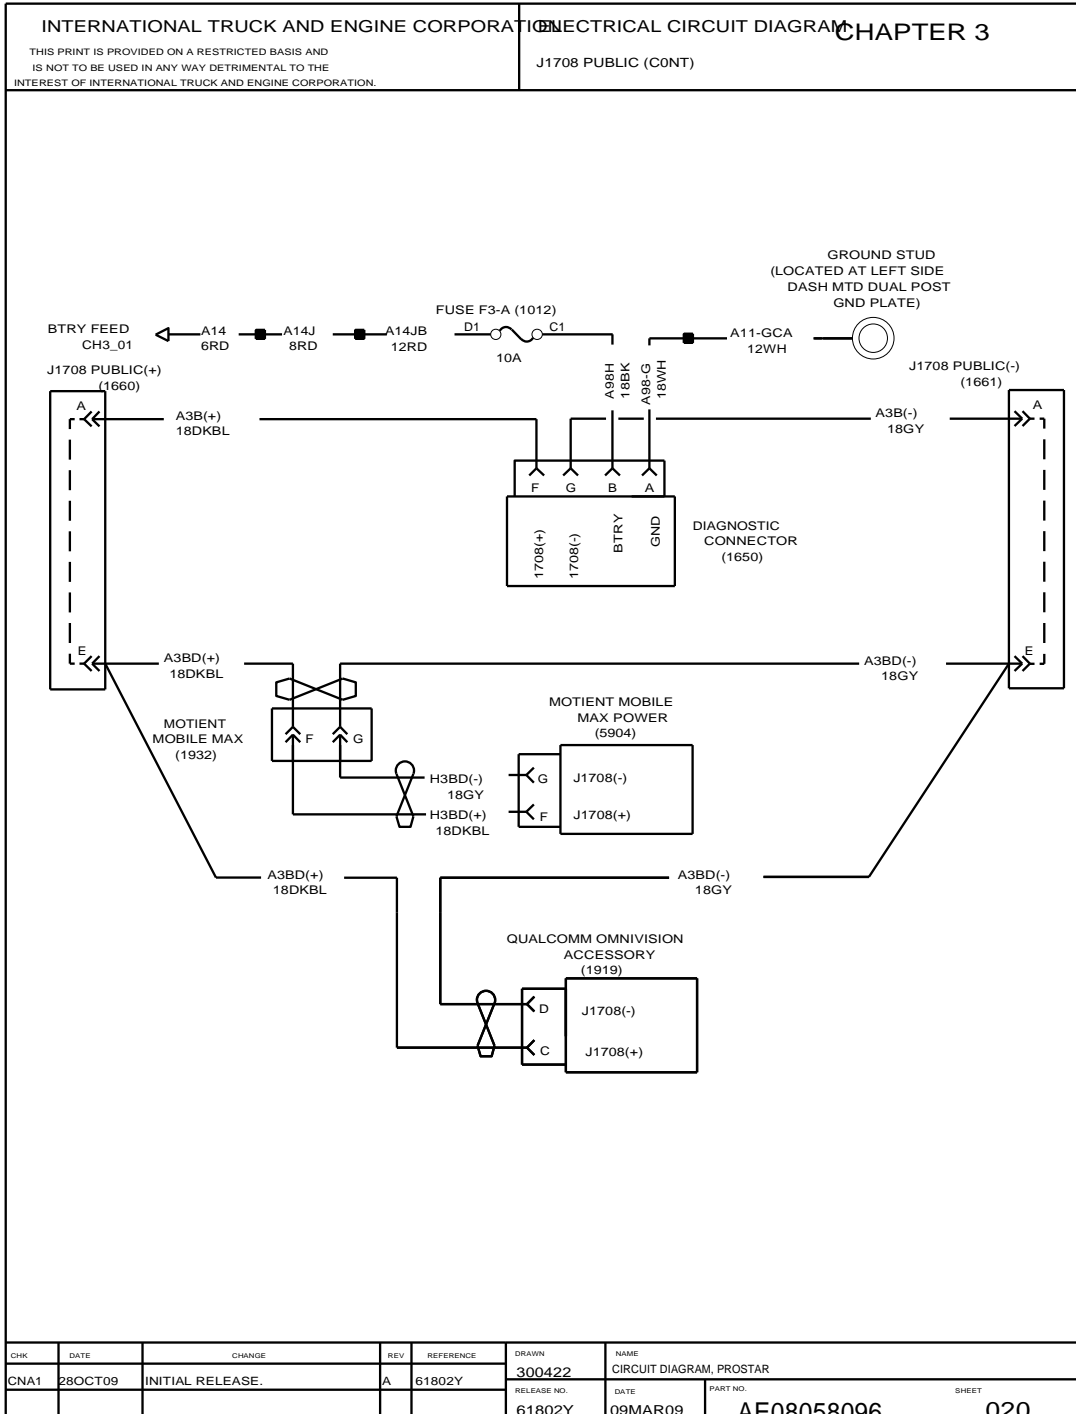 INTERNATIONAL TRUCK AND ENGINE CORPORATION
ELECTRICAL CIRCUIT DIAGRAM
CHAPTER 3
THIS PRINT IS PROVIDED ON A RESTRICTED BASIS AND
IS NOT TO BE USED IN ANY WAY DETRIMENTAL TO THE
INTEREST OF INTERNATIONAL TRUCK AND ENGINE CORPORATION.
J1708 PUBLIC (C0NT)
GROUND STUD
(LOCATED AT LEFT SIDE
DASH MTD DUAL POST
GND PLATE)
FUSE F3-A (1012)
BTRY FEED
CH3_01
A14
6RD
A14J
8RD
A14JB
12RD
D1
C1
10A
A11-GCA
12WH
A98H
18BK
A98-G
18WH
J1708 PUBLIC(+)
(1660)
J1708 PUBLIC(-)
(1661)
A
A3B(+)
18DKBL
A3B(-)
18GY
A
F
G
B
A
1708(+)
1708(-)
BTRY
GND
DIAGNOSTIC
CONNECTOR
(1650)
E
A3BD(+)
18DKBL
A3BD(-)
18GY
E
MOTIENT
MOBILE MAX
(1932)
F
G
MOTIENT MOBILE
MAX POWER
(5904)
H3BD(-)
18GY
G
J1708(-)
H3BD(+)
18DKBL
F
J1708(+)
A3BD(+)
18DKBL
A3BD(-)
18GY
QUALCOMM OMNIVISION
ACCESSORY
(1919)
D
J1708(-)
C
J1708(+)
CHK
DATE
CHANGE
REV
REFERENCE
DRAWN
NAME
CNA1
28OCT09
INITIAL RELEASE.
A
61802Y
300422
CIRCUIT DIAGRAM, PROSTAR
RELEASE NO.
DATE
PART NO.
SHEET
61802Y
09MAR09
AE08058096
020